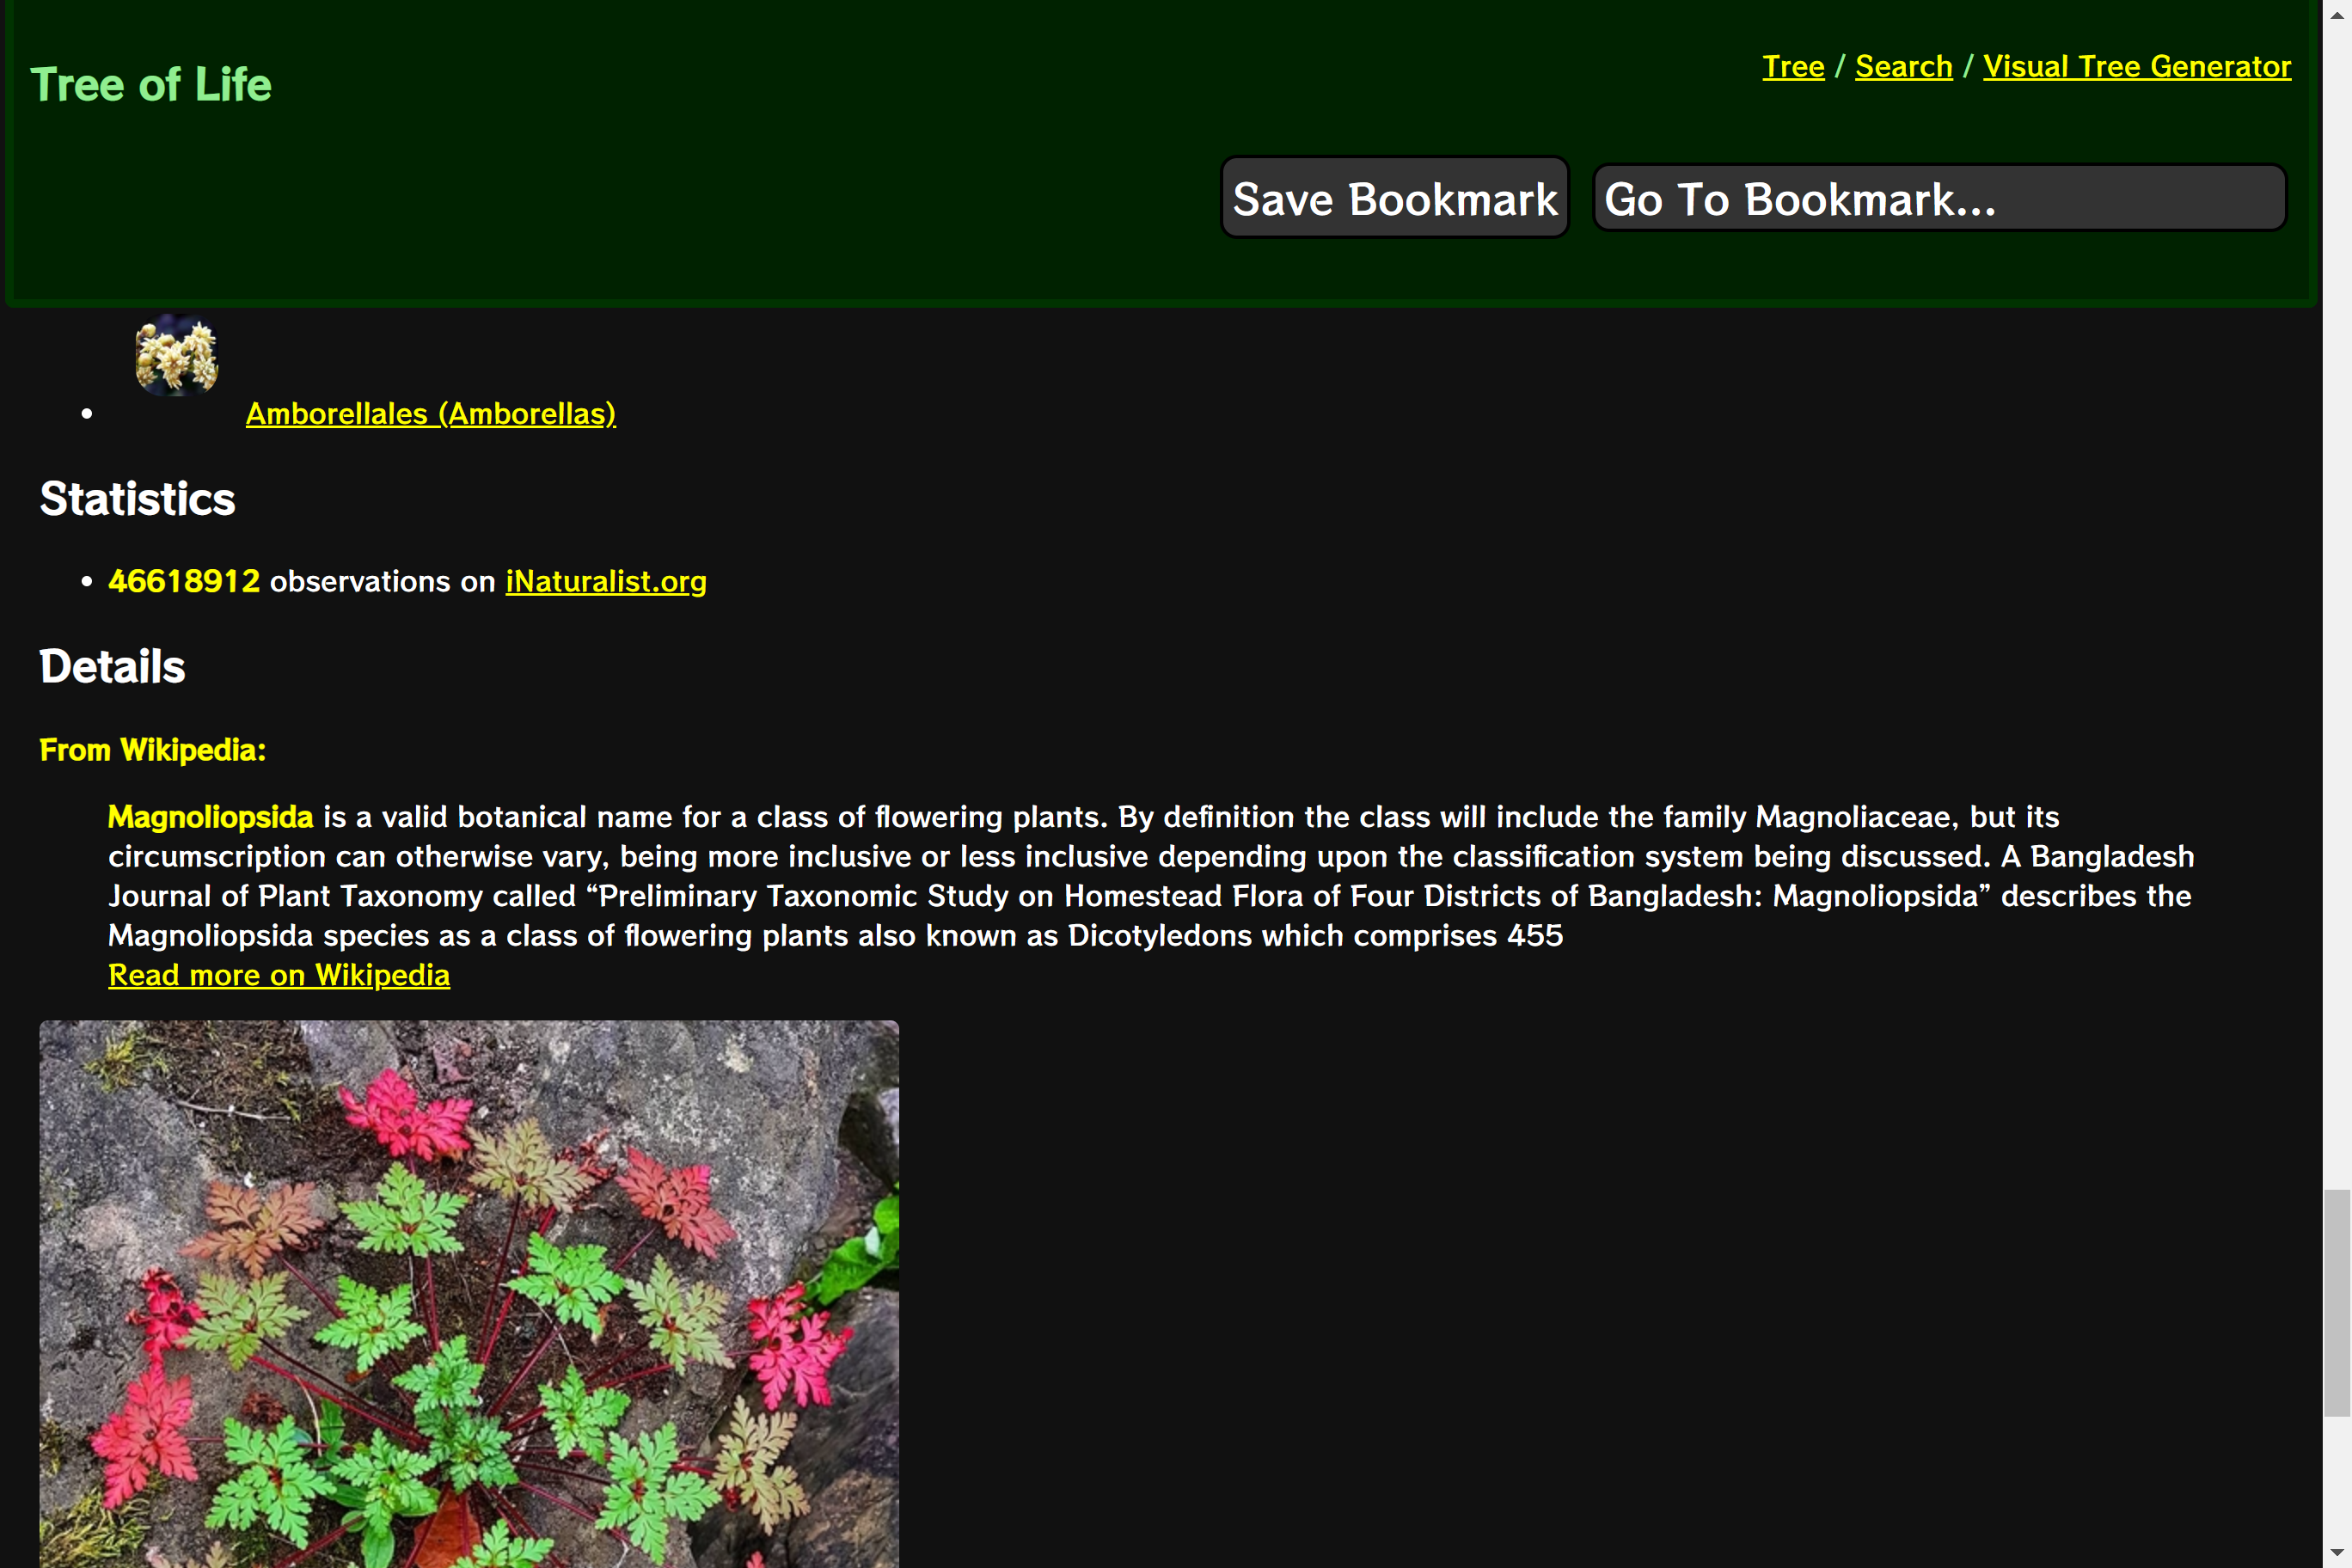 Tree of Life
Tree / Search / Visual Tree Generator
Save Bookmark
Go To Bookmark...
Amborellales (Amborellas)
Statistics
46618912 observations on iNaturalist.org
Details
From Wikipedia:
Magnoliopsida is a valid botanical name for a class of flowering plants. By definition the class will include the family Magnoliaceae, but its
circumscription can otherwise vary, being more inclusive or less inclusive depending upon the classification system being discussed. A Bangladesh
Journal of Plant Taxonomy called “Preliminary Taxonomic Study on Homestead Flora of Four Districts of Bangladesh: Magnoliopsida” describes the
Magnoliopsida species as a class of flowering plants also known as Dicotyledons which comprises 455
Read more on Wikipedia